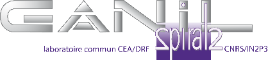 GANIL
spiral2
laboratoire commun CEA/DRF CNRS/IN2P3